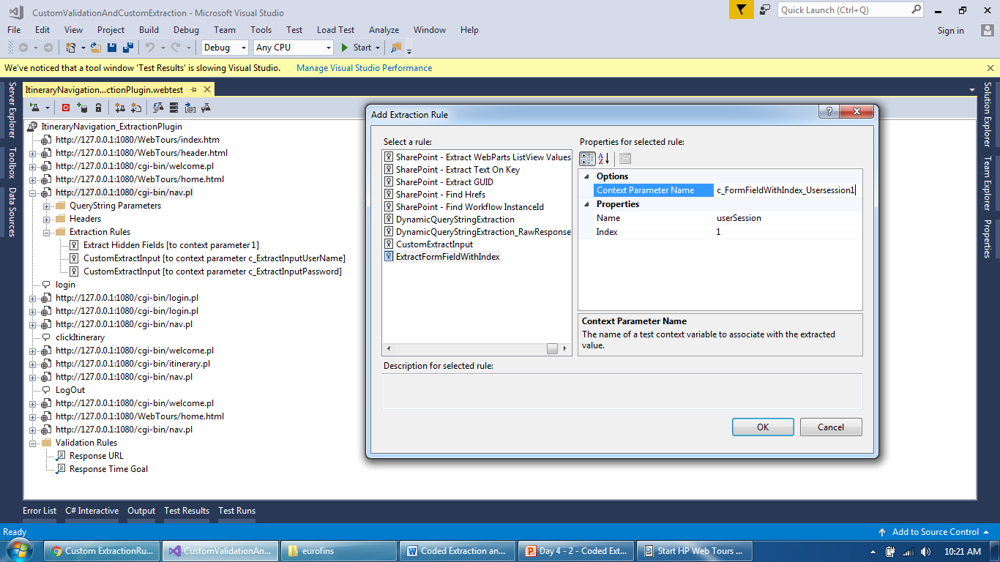 CustomValidationAndCustomExtraction - Microsoft Visual Studio
Quick Launch (Ctrl+Q)
File Edit View Project Build Debug Team Tools Test Load Test Analyze Window Help
Sign in
Debug Any CPU Start
We've noticed that a tool window 'Test Results' is slowing Visual Studio. Manage Visual Studio Performance
Server Explorer
Toolbox
Data Sources
ItineraryNavigation...ctionPlugin.webtest
ItineraryNavigation_ExtractionPlugin
http://127.0.0.1:1080/WebTours/index.htm
http://127.0.0.1:1080/WebTours/header.html
http://127.0.0.1:1080/cgi-bin/welcome.pl
http://127.0.0.1:1080/WebTours/home.html
http://127.0.0.1:1080/cgi-bin/nav.pl
QueryString Parameters
Headers
Extraction Rules
Extract Hidden Fields [to context parameter 1]
CustomExtractInput [to context parameter c_ExtractInputUserName]
CustomExtractInput [to context parameter c_ExtractInputPassword]
login
http://127.0.0.1:1080/cgi-bin/login.pl
http://127.0.0.1:1080/cgi-bin/login.pl
http://127.0.0.1:1080/cgi-bin/nav.pl
clickItinerary
http://127.0.0.1:1080/cgi-bin/welcome.pl
http://127.0.0.1:1080/cgi-bin/itinerary.pl
http://127.0.0.1:1080/cgi-bin/nav.pl
LogOut
http://127.0.0.1:1080/cgi-bin/welcome.pl
http://127.0.0.1:1080/WebTours/home.html
http://127.0.0.1:1080/cgi-bin/nav.pl
Validation Rules
Response URL
Response Time Goal
Add Extraction Rule
?
Select a rule:
SharePoint - Extract WebParts ListView Values
SharePoint - Extract Text On Key
SharePoint - Extract GUID
SharePoint - Find Hrefs
SharePoint - Find Workflow InstanceId
DynamicQueryStringExtraction
DynamicQueryStringExtraction_RawResponse
CustomExtractInput
ExtractFormFieldWithIndex
Properties for selected rule:
A
Z
Options
Context Parameter Name c_FormFieldWithIndex_Usersession1
Properties
Name userSession
Index 1
Context Parameter Name
The name of a test context variable to associate with the extracted
value.
Description for selected rule:
OK Cancel
Solution Explorer
Team Explorer
Properties
Error List C# Interactive Output Test Results Test Runs
Ready
Add to Source Control
Custom ExtractionRu... CustomValidationAn... eurofins Coded Extraction an... Day 4 - 2 - Coded Ext... Start HP Web Tours ...
10:21 AM